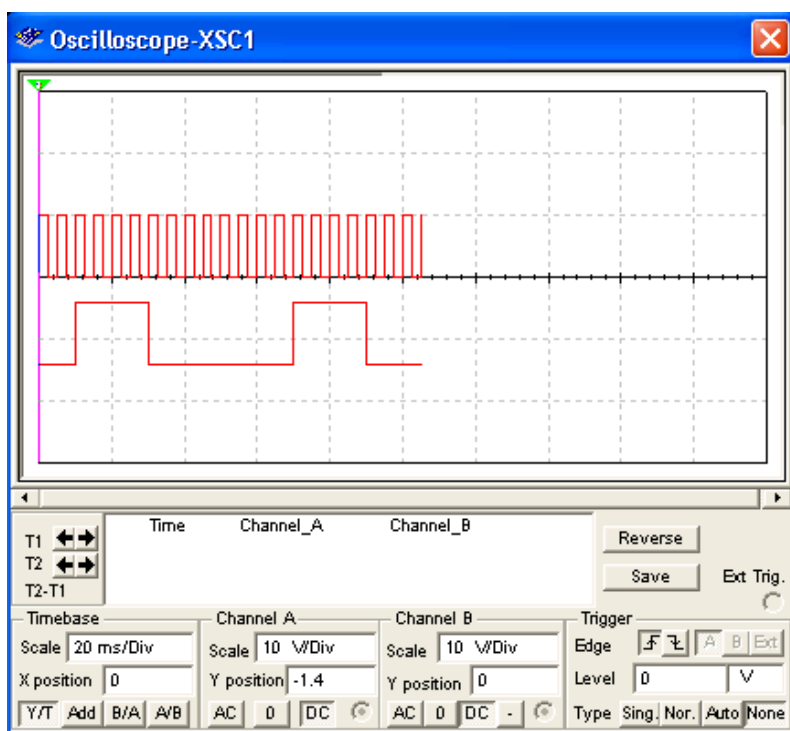 Oscilloscope-XSC1
1
Time Channel_A Channel_B
T1
T2
T2-T1
Reverse
Save
Ext Trig.
Timebase
Scale 20 ms/Div
X position 0
Y/T Add B/A A/B
Channel A
Scale 10 V/Div
Y position -1.4
AC 0 DC
Channel B
Scale 10 V/Div
Y position 0
AC 0 DC -
Trigger
Edge A B Ext
Level 0 V
Type Sing. Nor. Auto None